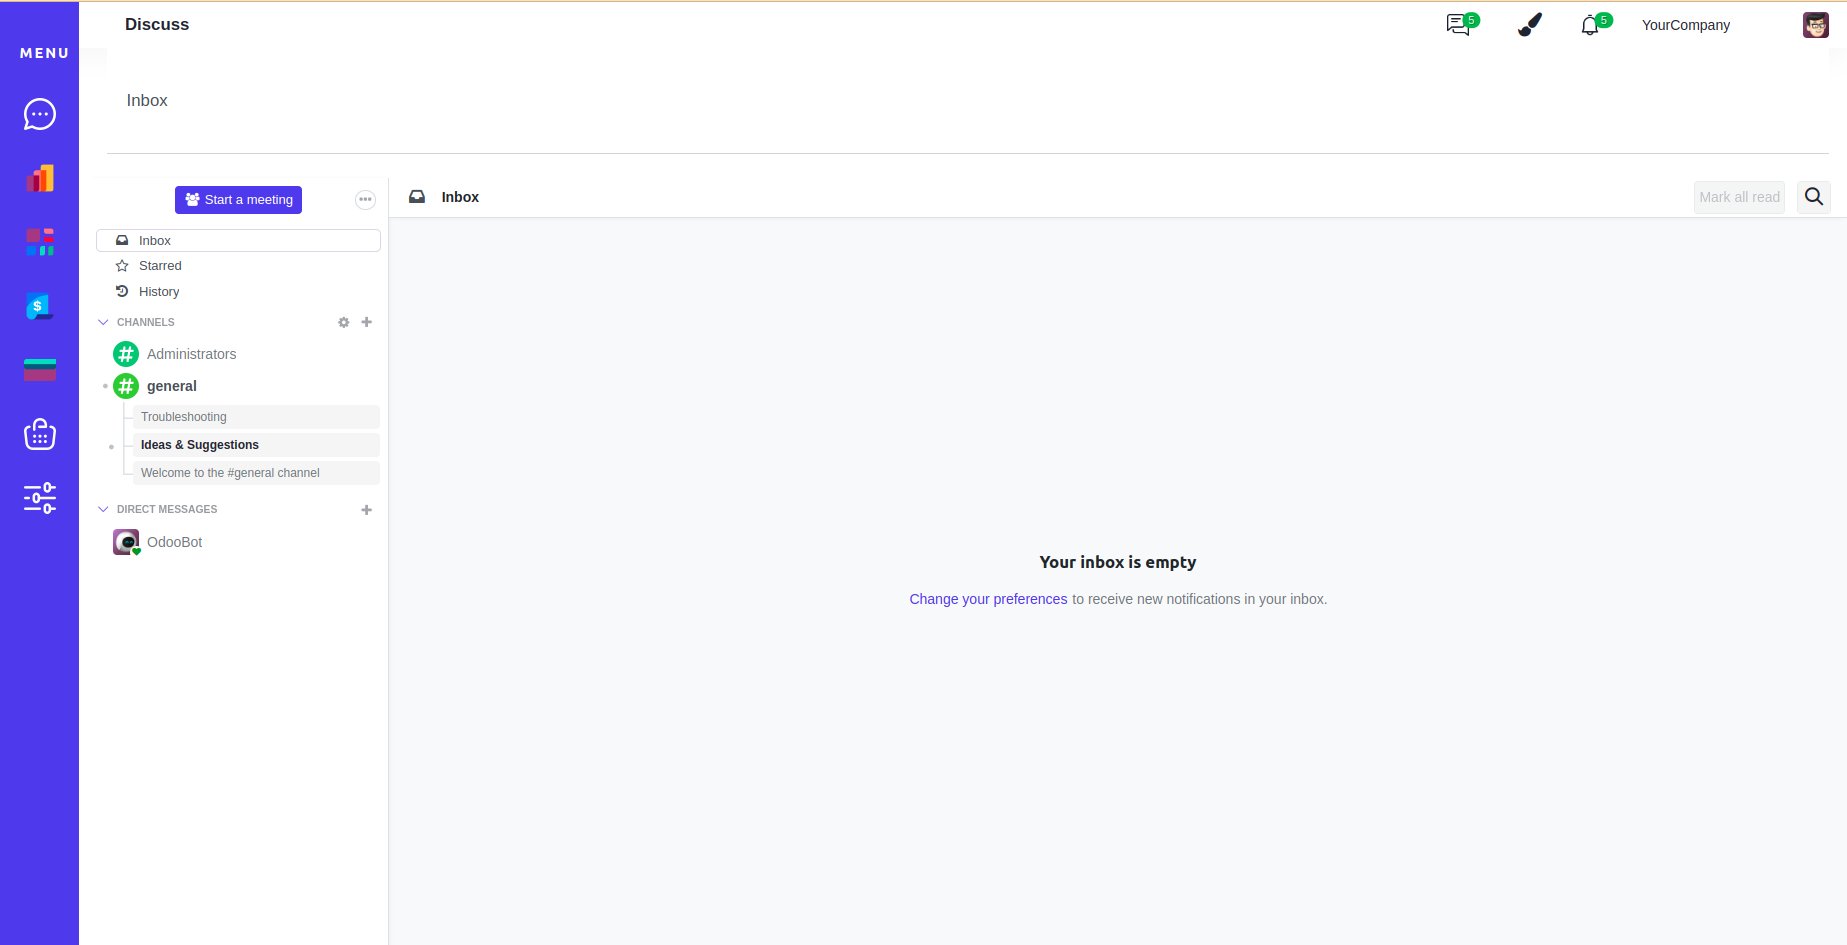 Discuss
5
5
YourCompany
MENU
Inbox
Start a meeting
Inbox
Mark all read
Inbox
Starred
History
CHANNELS
Administrators
general
Troubleshooting
Ideas & Suggestions
Welcome to the #general channel
DIRECT MESSAGES
OdooBot
Your inbox is empty
Change your preferences to receive new notifications in your inbox.